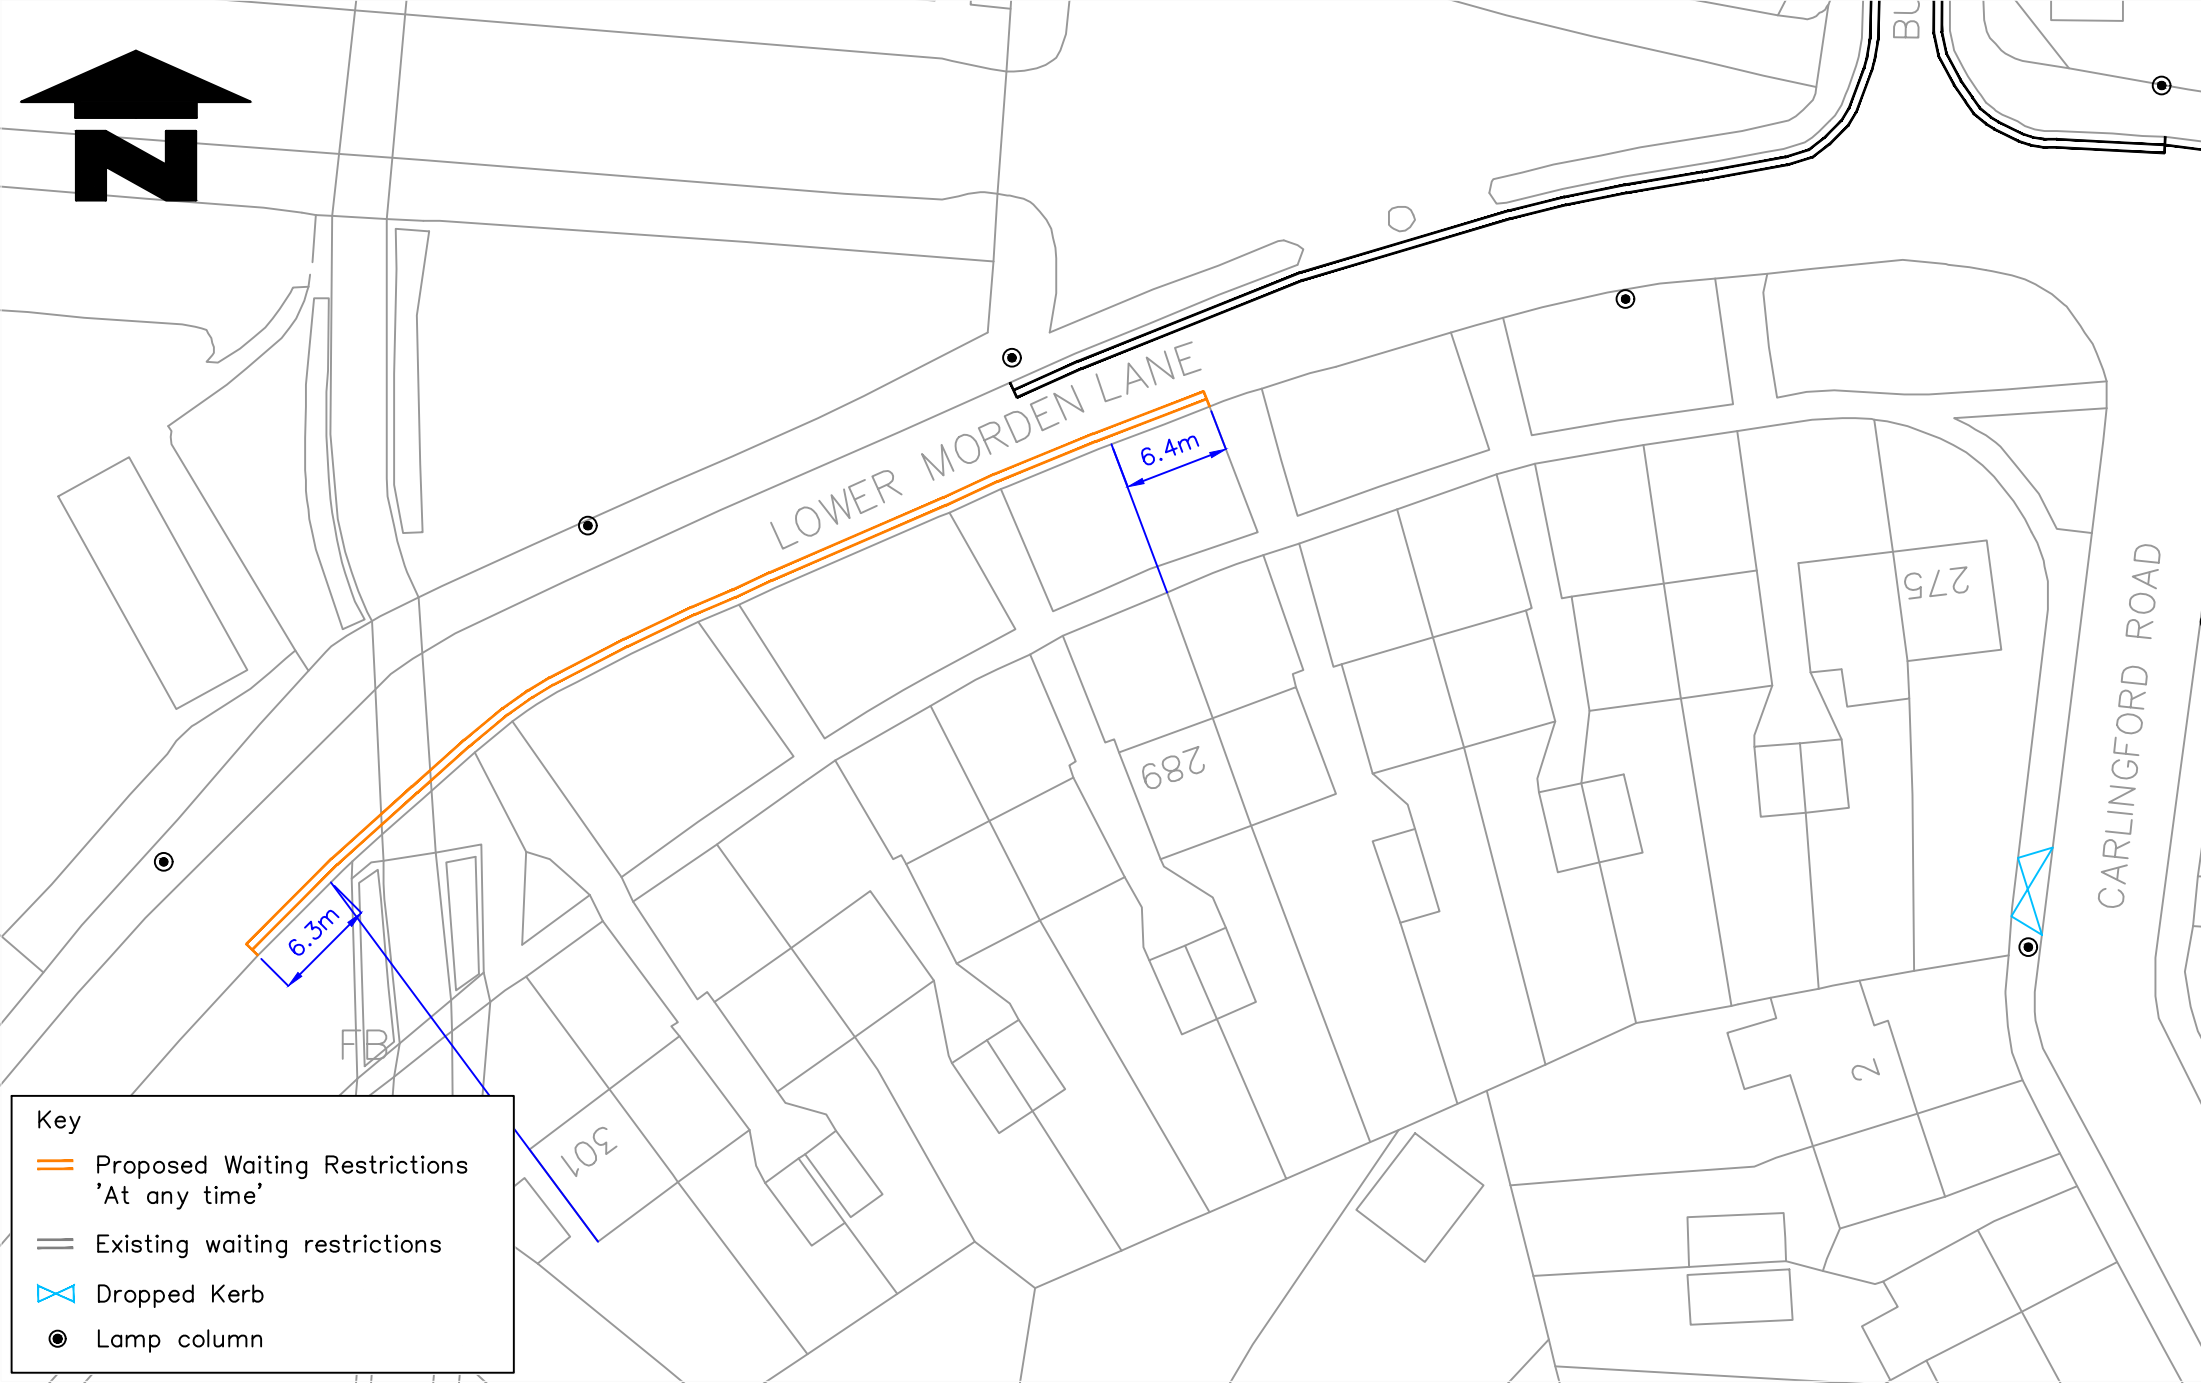 N
BU
LOWER MORDEN LANE
6.4m
275
CARLINGFORD ROAD
289
6.3m
FB
2
301
Key
Proposed Waiting Restrictions
'At any time'
Existing waiting restrictions
Dropped Kerb
Lamp column